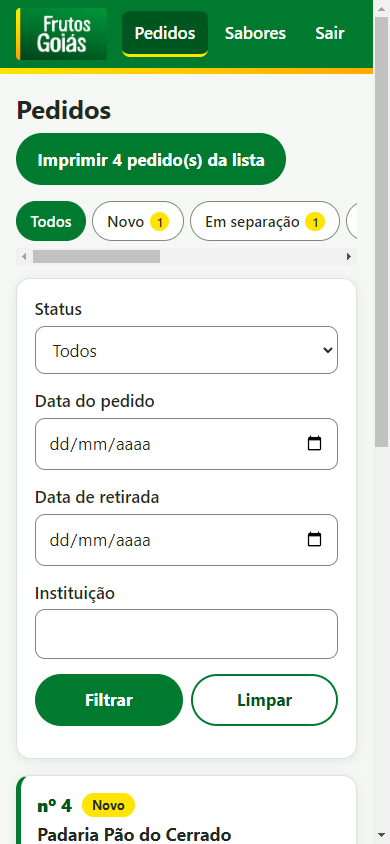 Frutos
Goiás
Pedidos
Sabores
Sair
Pedidos
Imprimir 4 pedido(s) da lista
Todos
Novo 1
Em separação 1
Status
Todos
Data do pedido
dd/mm/aaaa
Data de retirada
dd/mm/aaaa
Instituição
Filtrar
Limpar
nº 4 Novo
Padaria Pão do Cerrado